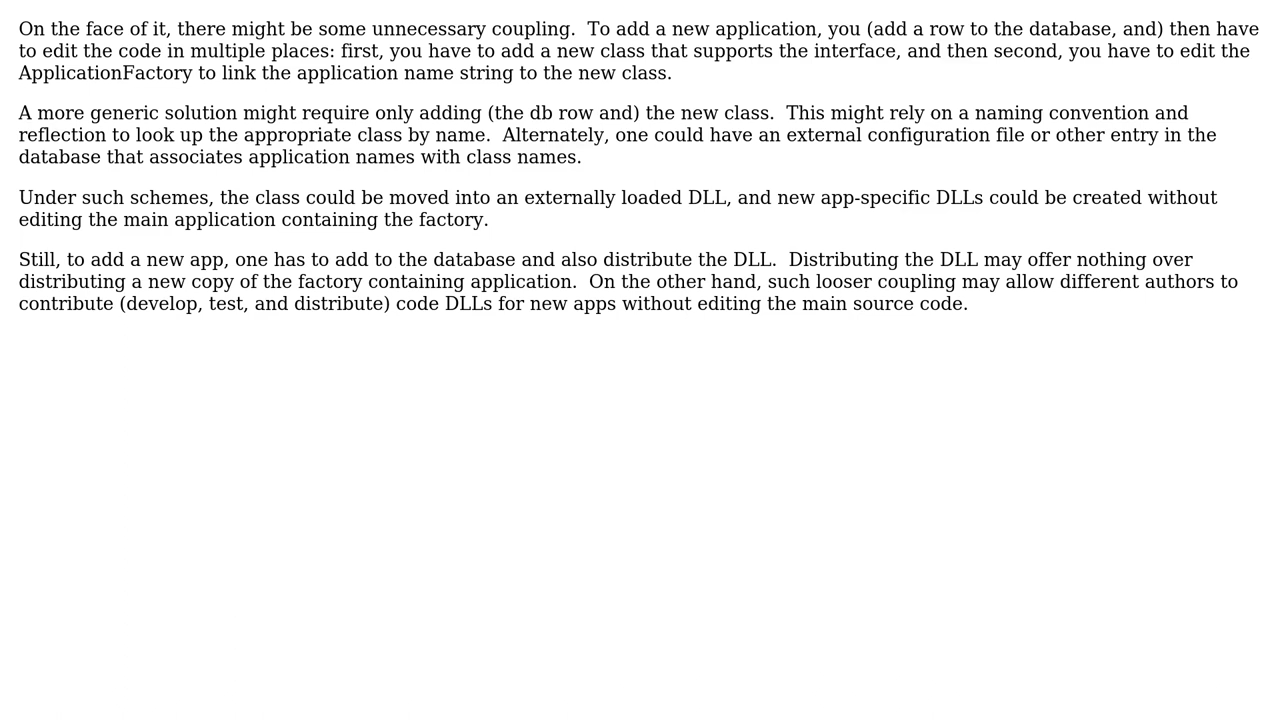 On the face of it, there might be some unnecessary coupling.  To add a new application, you (add a row to the database, and) then have
to edit the code in multiple places: first, you have to add a new class that supports the interface, and then second, you have to edit the
ApplicationFactory to link the application name string to the new class.
A more generic solution might require only adding (the db row and) the new class.  This might rely on a naming convention and
reflection to look up the appropriate class by name.  Alternately, one could have an external configuration file or other entry in the
database that associates application names with class names.
Under such schemes, the class could be moved into an externally loaded DLL, and new app-specific DLLs could be created without
editing the main application containing the factory.
Still, to add a new app, one has to add to the database and also distribute the DLL.  Distributing the DLL may offer nothing over
distributing a new copy of the factory containing application.  On the other hand, such looser coupling may allow different authors to
contribute (develop, test, and distribute) code DLLs for new apps without editing the main source code.